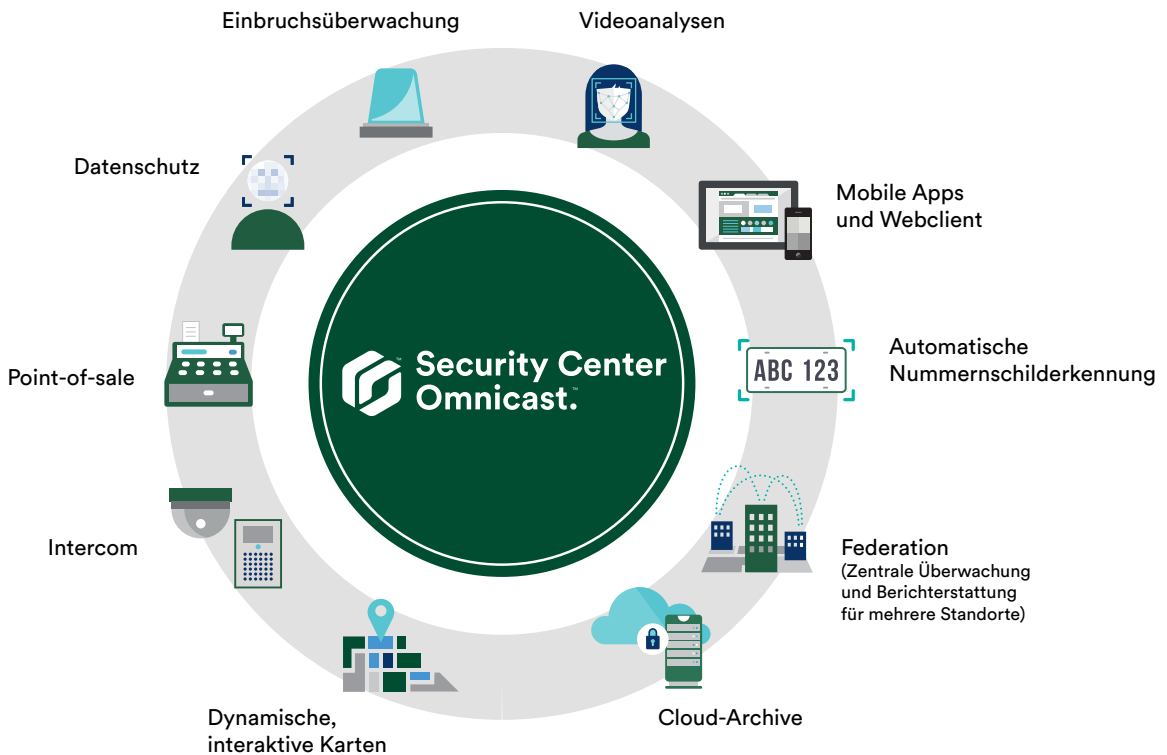 Einbruchsüberwachung
Videoanalysen
Datenschutz
Mobile Apps
und Webclient
Point-of-sale
Security Center
Omnicast.™
ABC 123
Automatische
Nummernschilderkennung
Intercom
Federation
(Zentrale Überwachung
und Berichterstattung
für mehrere Standorte)
Dynamische,
interaktive Karten
Cloud-Archive